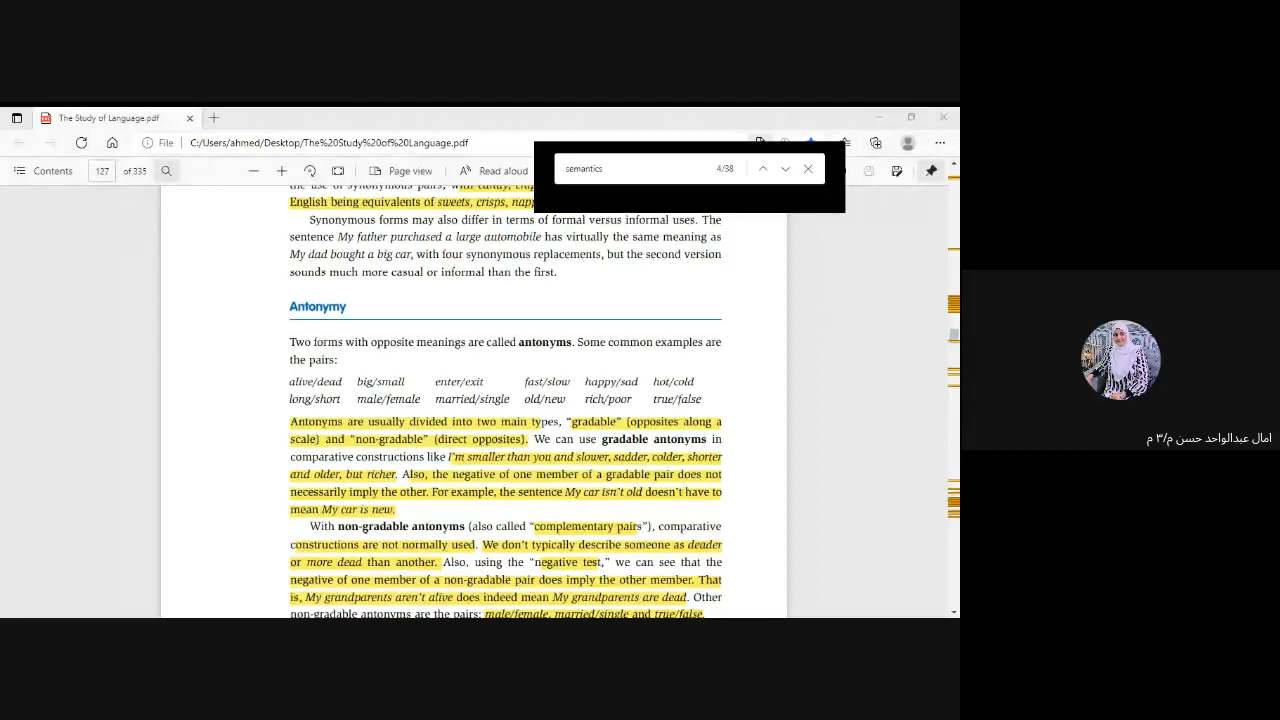 The Study of Language.pdf
File C:/Users/ahmed/Desktop/The%20Study%20of%20Language.pdf
semantics 4/38
Contents 127 of 335 Page view Read aloud
English being equivalents of sweets, crisps,
Synonymous forms may also differ in terms of formal versus informal uses. The
sentence My father purchased a large automobile has virtually the same meaning as
My dad bought a big car, with four synonymous replacements, but the second version
sounds much more casual or informal than the first.
Antonymy
Two forms with opposite meanings are called antonyms. Some common examples are
the pairs:
alive/dead big/small enter/exit fast/slow happy/sad hot/cold
long/short male/female married/single old/new rich/poor true/false
Antonyms are usually divided into two main types, “gradable” (opposites along a
scale) and “non-gradable” (direct opposites). We can use gradable antonyms in
comparative constructions like I’m smaller than you and slower, sadder, colder, shorter
and older, but richer. Also, the negative of one member of a gradable pair does not
necessarily imply the other. For example, the sentence My car isn’t old doesn’t have to
mean My car is new.
With non-gradable antonyms (also called “complementary pairs”), comparative
constructions are not normally used. We don’t typically describe someone as deader
or more dead than another. Also, using the “negative test,” we can see that the
negative of one member of a non-gradable pair does imply the other member. That
is, My grandparents aren’t alive does indeed mean My grandparents are dead. Other
non-gradable antonyms are the pairs: male/female, married/single and true/false.
امال عبدالواحد حسن م/٣ م